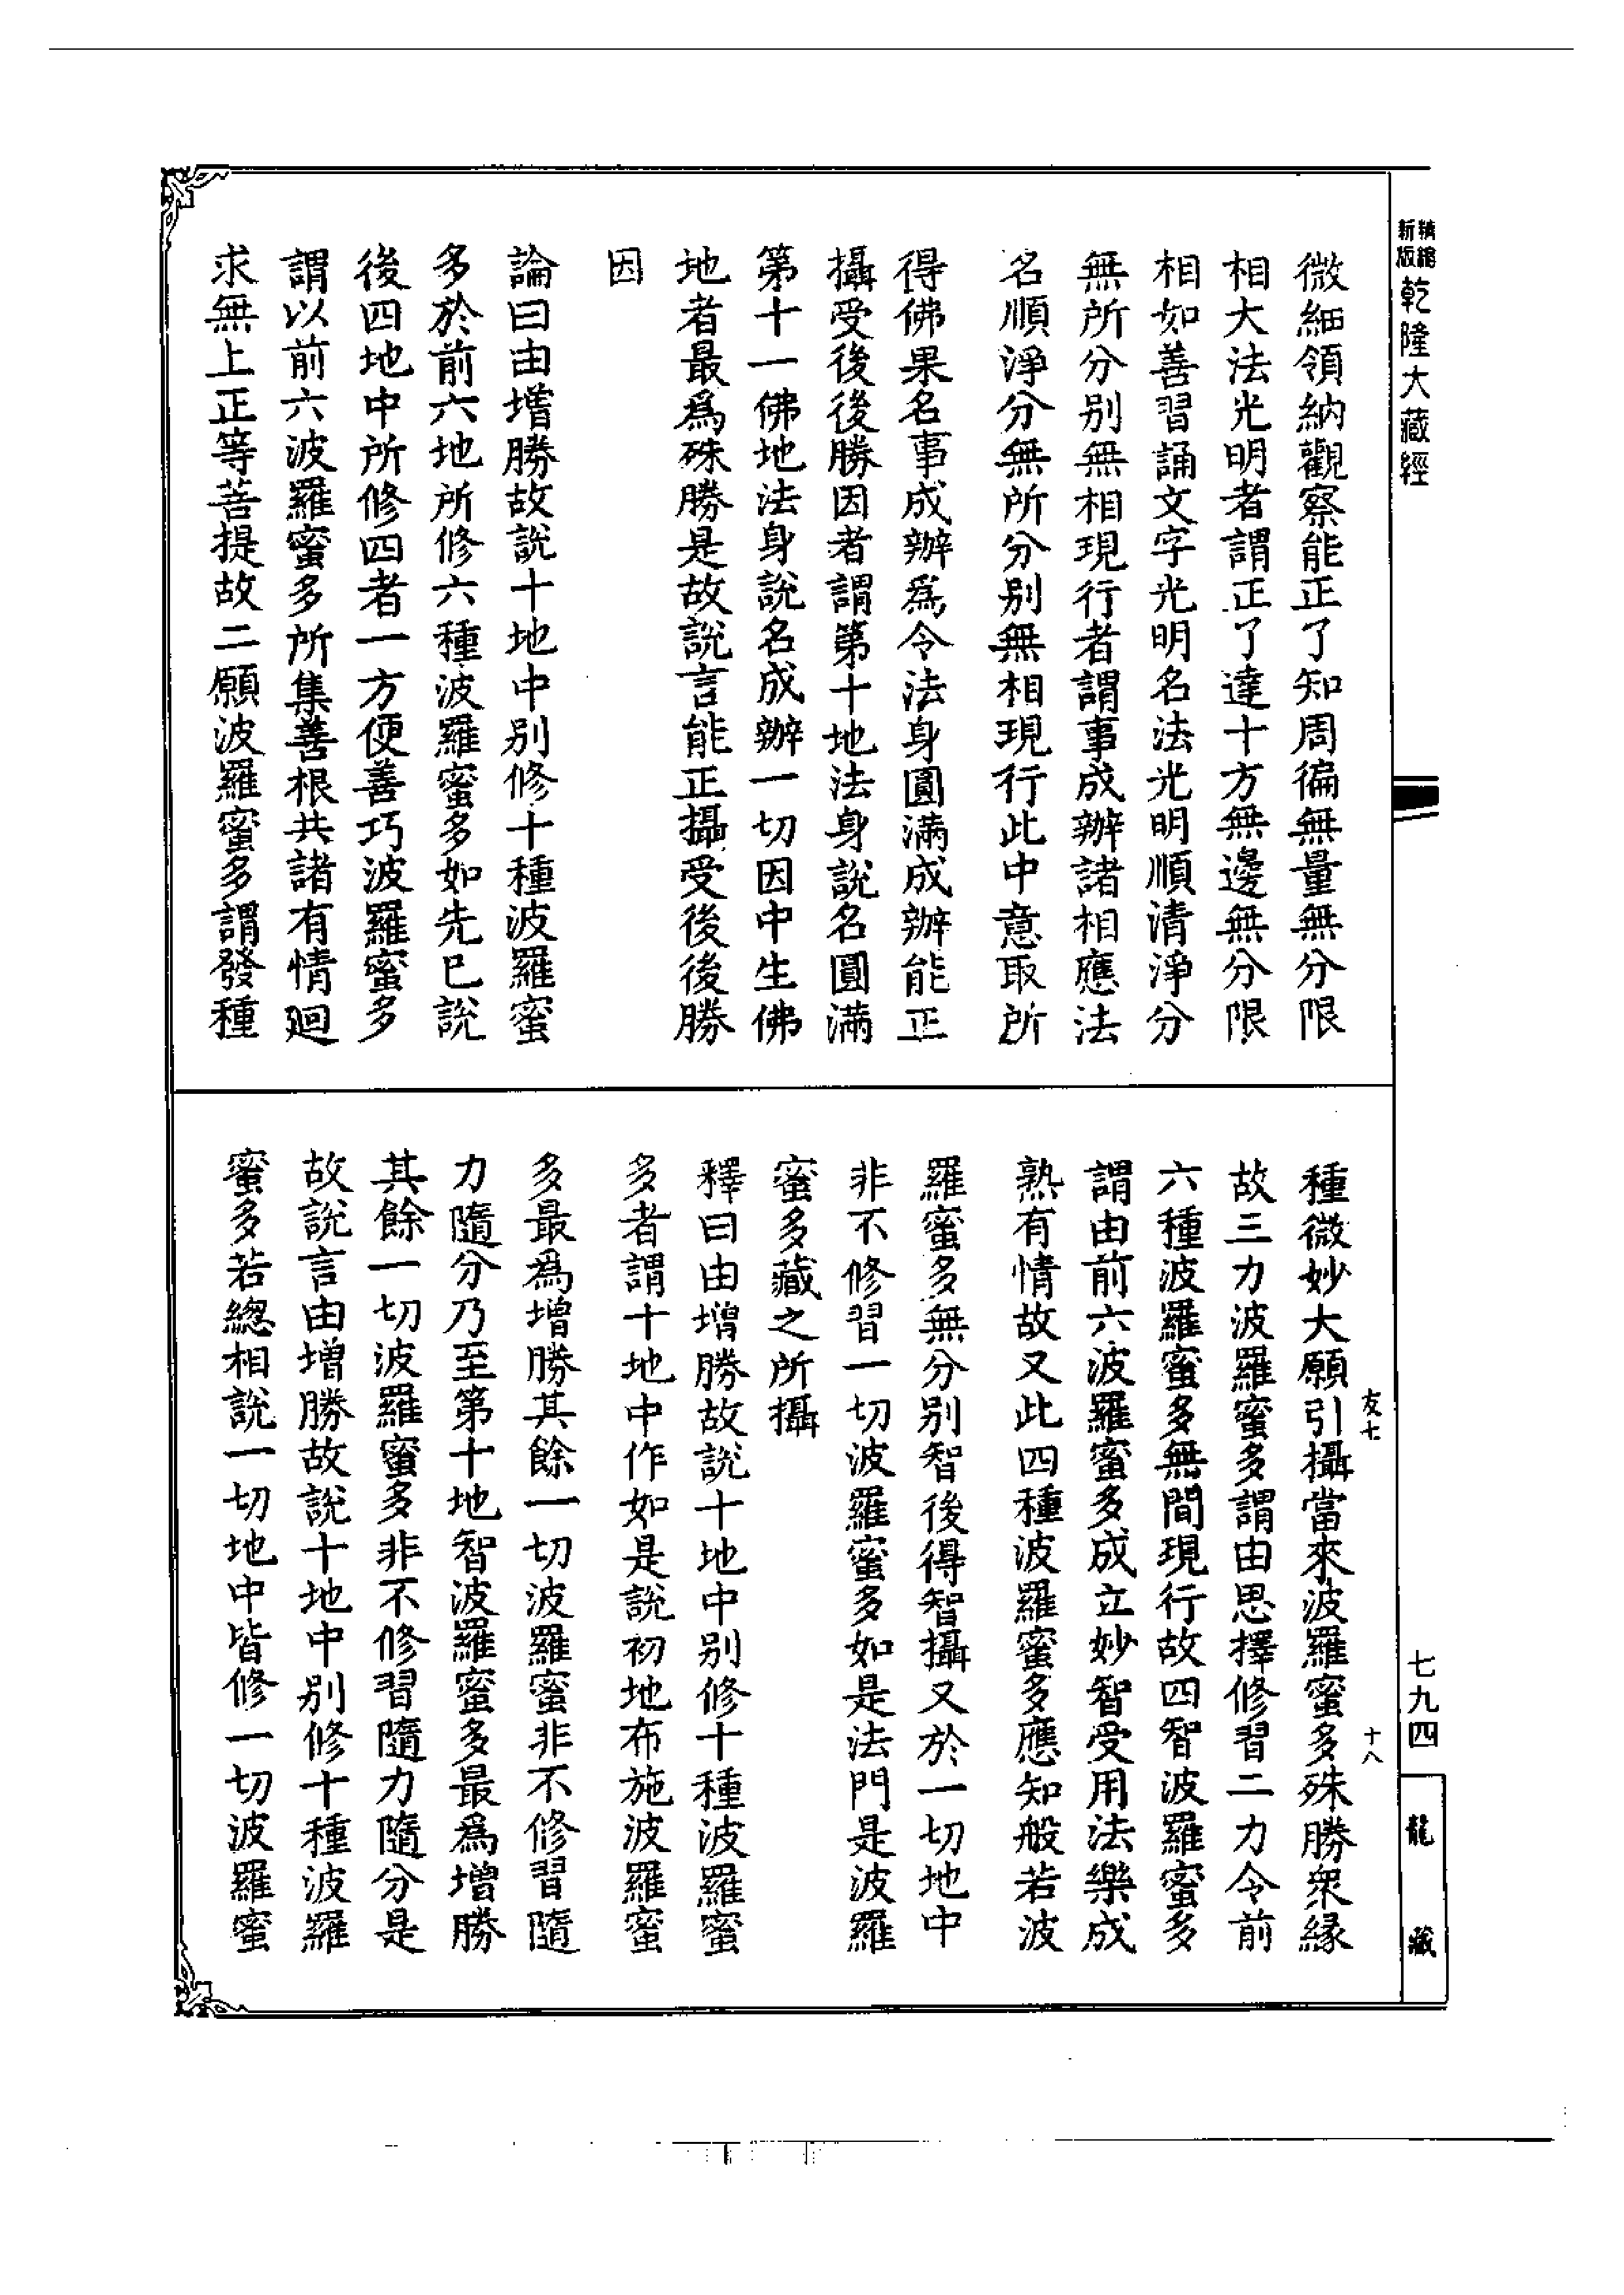 精縮新版乾隆大藏經
微細領納觀察能正了知周徧無量無分限
相大法光明者謂正了達十方無邊無分限
相如善習誦文字光明名法光明順清淨分
無所分别無相現行者謂事成辦諸相應法
名順淨分無所分别無相現行此中意取所
得佛果名事成辦爲令法身圓滿成辦能正
攝受後後勝因者謂第十地法身說名圓滿
第十一佛地法身說名成辦一切因中生佛
地者最爲殊勝是故說言能正攝受後後勝
因
論曰由增勝故說十地中别修十種波羅蜜
多於前六地所修六種波羅蜜多如先已說
後四地中所修四者一方便善巧波羅蜜多
謂以前六波羅蜜多所集善根共諸有情迴
求無上正等菩提故二願波羅蜜多謂發種
友七
十八
種微妙大願引攝當來波羅蜜多殊勝衆緣
故三力波羅蜜多謂由思擇修習二力令前
六種波羅蜜多無間現行故四智波羅蜜多
謂由前六波羅蜜多成立妙智受用法樂成
熟有情故又此四種波羅蜜多應知般若波
羅蜜多無分别智後得智攝又於一切地中
非不修習一切波羅蜜多如是法門是波羅
蜜多藏之所攝
釋曰由增勝故說十地中别修十種波羅蜜
多者謂十地中作如是說初地布施波羅蜜
多最爲增勝其餘一切波羅蜜非不修習隨
力隨分乃至第十地智波羅蜜多最爲增勝
其餘一切波羅蜜多非不修習隨力隨分是
故說言由增勝故說十地中别修十種波羅
蜜多若總相說一切地中皆修一切波羅蜜
七九四
龍藏